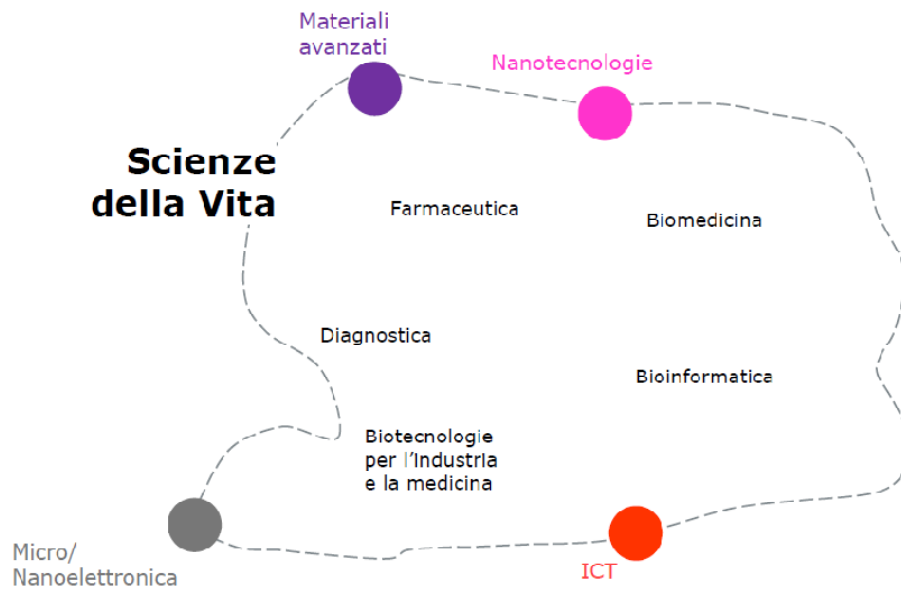 Materiali
avanzati
Nanotecnologie
Scienze
della Vita
Farmaceutica
Biomedicina
Diagnostica
Bioinformatica
Biotecnologie
per l'industria
e la medicina
Micro/
Nanoelettronica
ICT